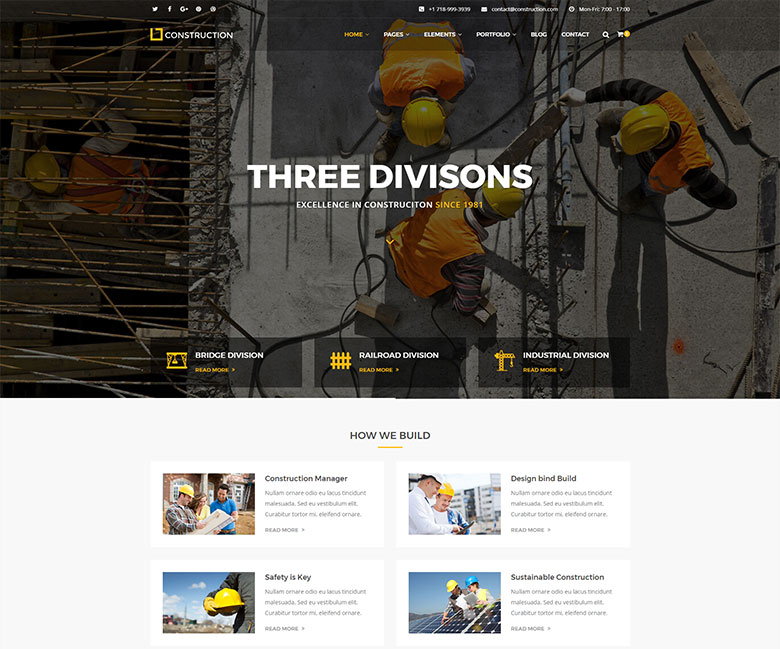 +1 718-999-3939 contact@construction.com Mon-Fri: 7:00 - 17:00
CONSTRUCTION HOME PAGES ELEMENTS PORTFOLIO BLOG CONTACT
THREE DIVISONS
EXCELLENCE IN CONSTRUCITON SINCE 1981
BRIDGE DIVISION
READ MORE »
RAILROAD DIVISION
READ MORE »
INDUSTRIAL DIVISION
READ MORE »
HOW WE BUILD
Construction Manager
Nullam ornare odio eu lacus tincidunt
malesuada. Sed eu vestibulum elit.
Curabitur tortor mi, eleifend ornare.
READ MORE »
Design bind Build
Nullam ornare odio eu lacus tincidunt
malesuada. Sed eu vestibulum elit.
Curabitur tortor mi, eleifend ornare.
READ MORE »
Safety is Key
Nullam ornare odio eu lacus tincidunt
malesuada. Sed eu vestibulum elit.
Curabitur tortor mi, eleifend ornare.
READ MORE »
Sustainable Construction
Nullam ornare odio eu lacus tincidunt
malesuada. Sed eu vestibulum elit.
Curabitur tortor mi, eleifend ornare.
READ MORE »